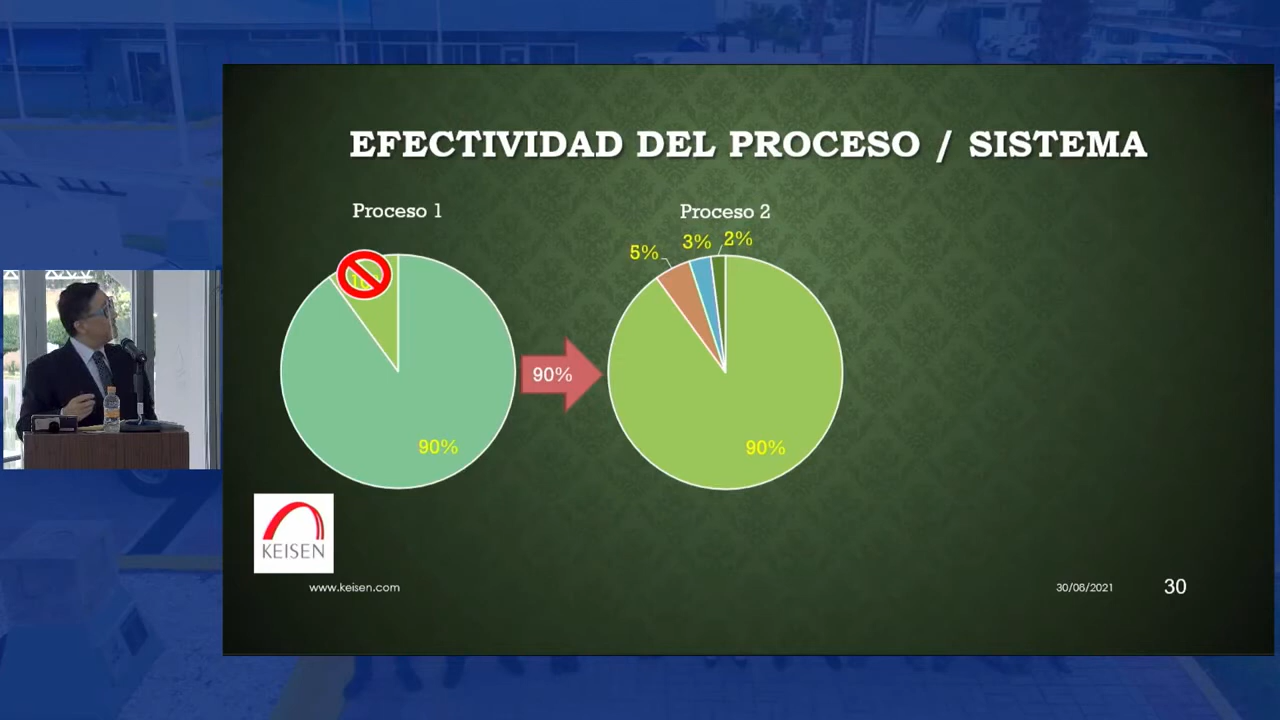 EFECTIVIDAD DEL PROCESO / SISTEMA
Proceso 1
Proceso 2
5%
3%
2%
90%
90%
90%
KEISEN
www.keisen.com
30/08/2021
30